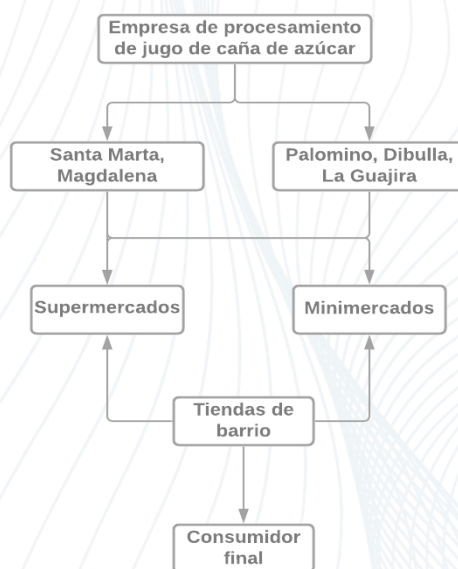 Empresa de procesamiento
de jugo de caña de azúcar
Santa Marta,
Magdalena
Palomino, Dibulla,
La Guajira
Supermercados
Minimercados
Tiendas de
barrio
Consumidor
final